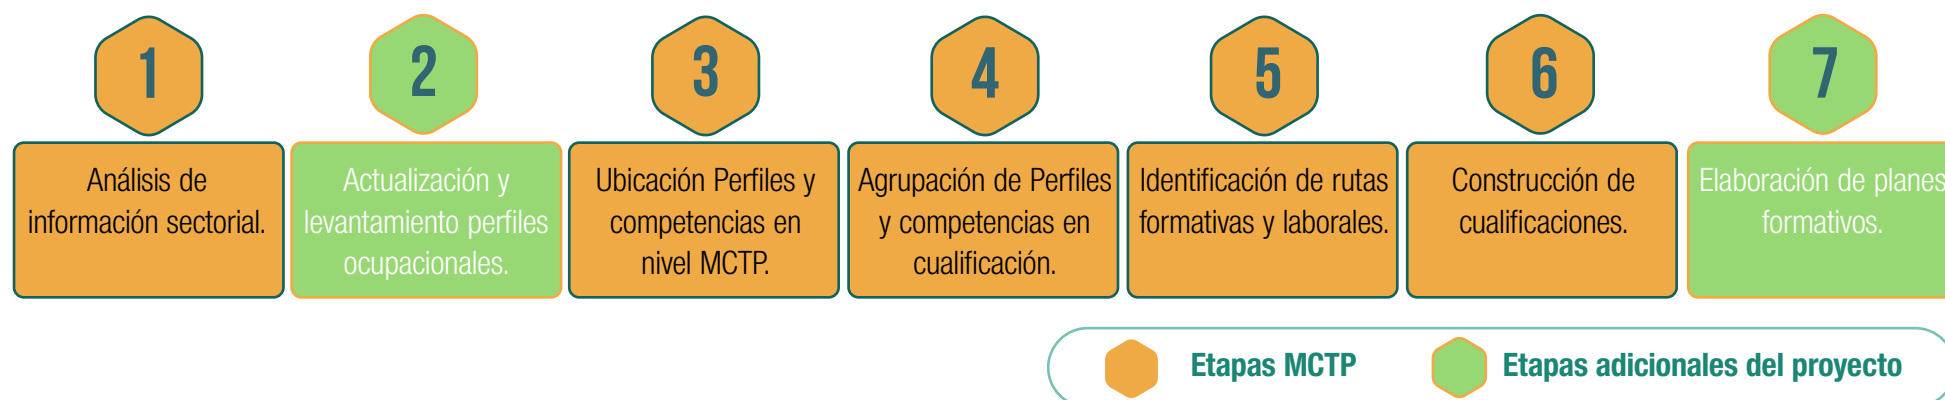 1
Análisis de
información sectorial.
2
Actualización y
levantamiento perfiles
ocupacionales.
3
Ubicación Perfiles y
competencias en
nivel MCTP.
4
Agrupación de Perfiles
y competencias en
cualificación.
5
Identificación de rutas
formativas y laborales.
6
Construcción de
cualificaciones.
7
Elaboración de planes
formativos.
Etapas MCTP
Etapas adicionales del proyecto